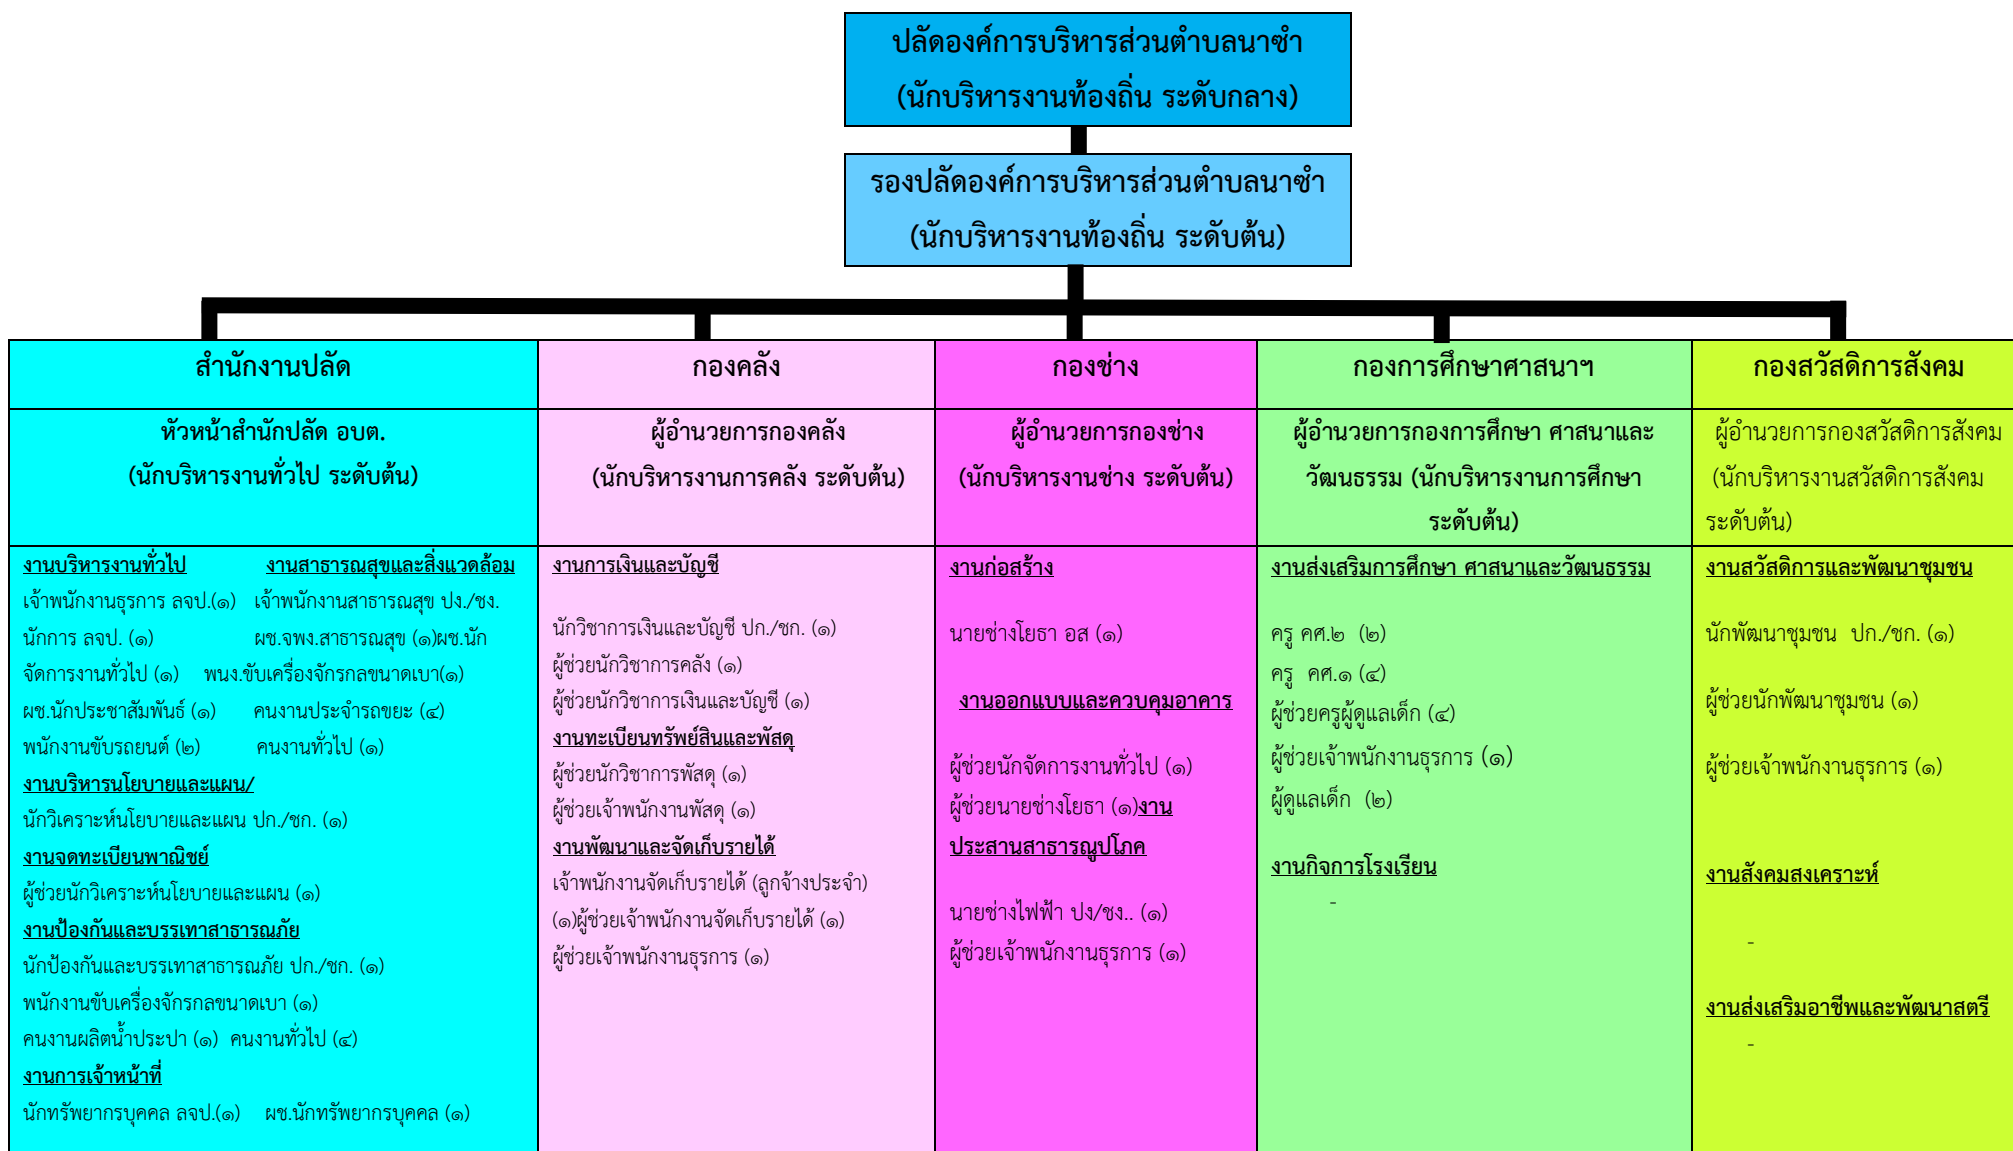 ปลัดองค์การบริหารส่วนตำบลนาซำ
(นักบริหารงานท้องถิ่น ระดับกลาง)
รองปลัดองค์การบริหารส่วนตำบลนาซำ
(นักบริหารงานท้องถิ่น ระดับต้น)
สำนักงานปลัด
หัวหน้าสำนักปลัด อบต.
(นักบริหารงานทั่วไป ระดับต้น)
งานบริหารงานทั่วไป งานสาธารณสุขและสิ่งแวดล้อม
เจ้าพนักงานธุรการ ลจป.(๑) เจ้าพนักงานสาธารณสุข ปง./ชง.
นักการ ลจป. (๑) ผช.จพง.สาธารณสุข (๑)ผช.นัก
จัดการงานทั่วไป (๑) พนง.ขับเครื่องจักรกลขนาดเบา(๑)
ผช.นักประชาสัมพันธ์ (๑) คนงานประจำรถขยะ (๔)
พนักงานขับรถยนต์ (๒) คนงานทั่วไป (๑)
งานบริหารนโยบายและแผน/
นักวิเคราะห์นโยบายและแผน ปก./ชก. (๑)
งานจดทะเบียนพาณิชย์
ผู้ช่วยนักวิเคราะห์นโยบายและแผน (๑)
งานป้องกันและบรรเทาสาธารณภัย
นักป้องกันและบรรเทาสาธารณภัย ปก./ชก. (๑)
พนักงานขับเครื่องจักรกลขนาดเบา (๑)
คนงานผลิตน้ำประปา (๑) คนงานทั่วไป (๔)
งานการเจ้าหน้าที่
นักทรัพยากรบุคคล ลจป.(๑) ผช.นักทรัพยากรบุคคล (๑)
กองคลัง
ผู้อำนวยการกองคลัง
(นักบริหารงานการคลัง ระดับต้น)
งานการเงินและบัญชี
นักวิชาการเงินและบัญชี ปก./ชก. (๑)
ผู้ช่วยนักวิชาการคลัง (๑)
ผู้ช่วยนักวิชาการเงินและบัญชี (๑)
งานทะเบียนทรัพย์สินและพัสดุ
ผู้ช่วยนักวิชาการพัสดุ (๑)
ผู้ช่วยเจ้าพนักงานพัสดุ (๑)
งานพัฒนาและจัดเก็บรายได้
เจ้าพนักงานจัดเก็บรายได้ (ลูกจ้างประจำ)
(๑)ผู้ช่วยเจ้าพนักงานจัดเก็บรายได้ (๑)
ผู้ช่วยเจ้าพนักงานธุรการ (๑)
กองช่าง
ผู้อำนวยการกองช่าง
(นักบริหารงานช่าง ระดับต้น)
งานก่อสร้าง
นายช่างโยธา อส (๑)
งานออกแบบและควบคุมอาคาร
ผู้ช่วยนักจัดการงานทั่วไป (๑)
ผู้ช่วยนายช่างโยธา (๑)งาน
ประสานสาธารณูปโภค
นายช่างไฟฟ้า ปง/ชง.. (๑)
ผู้ช่วยเจ้าพนักงานธุรการ (๑)
กองการศึกษาศาสนาฯ
ผู้อำนวยการกองการศึกษา ศาสนาและ
วัฒนธรรม (นักบริหารงานการศึกษา
ระดับต้น)
งานส่งเสริมการศึกษา ศาสนาและวัฒนธรรม
ครู คศ.๒ (๒)
ครู คศ.๑ (๔)
ผู้ช่วยครูผู้ดูแลเด็ก (๔)
ผู้ช่วยเจ้าพนักงานธุรการ (๑)
ผู้ดูแลเด็ก (๒)
งานกิจการโรงเรียน
-
กองสวัสดิการสังคม
ผู้อำนวยการกองสวัสดิการสังคม
(นักบริหารงานสวัสดิการสังคม
ระดับต้น)
งานสวัสดิการและพัฒนาชุมชน
นักพัฒนาชุมชน ปก./ชก. (๑)
ผู้ช่วยนักพัฒนาชุมชน (๑)
ผู้ช่วยเจ้าพนักงานธุรการ (๑)
งานสังคมสงเคราะห์
-
งานส่งเสริมอาชีพและพัฒนาสตรี
-